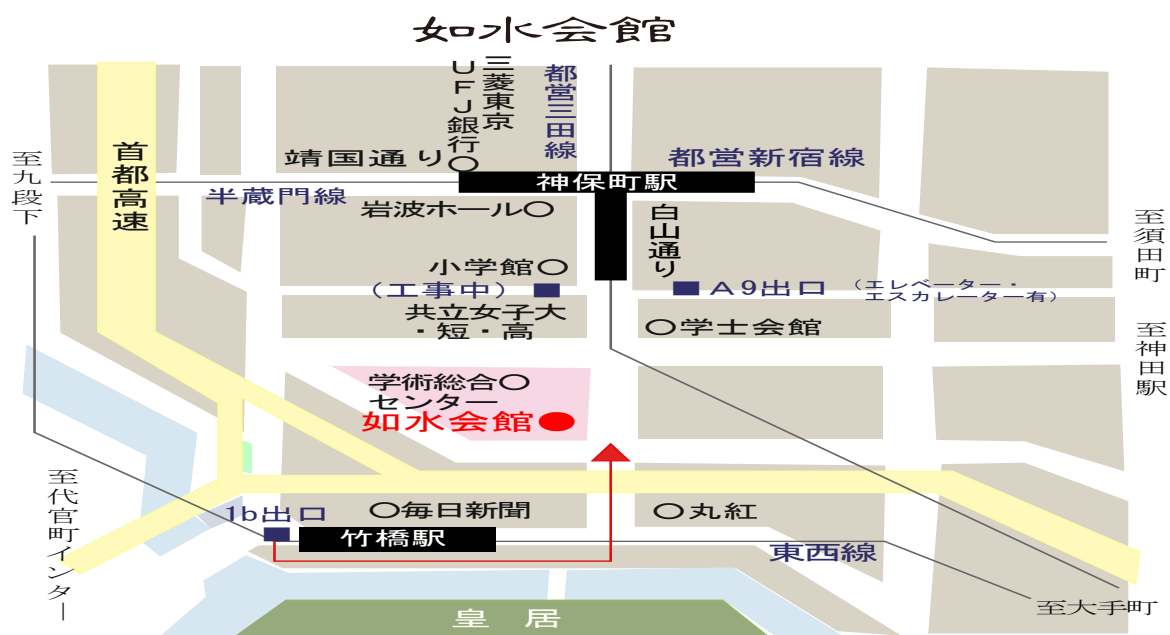 如水会館
三菱東京
UFJ銀行
都営三田線
首都高速
至九段下
靖国通り
都営新宿線
半蔵門線
神保町駅
岩波ホール
白山通り
至須田町
小学館
(工事中)
A9出口
(エレベーター・
エスカレーター有)
共立女子大
・短・高
学士会館
至神田駅
学術総合
センター
如水会館
至代官町インター
1b出口
毎日新聞
丸紅
竹橋駅
東西線
至大手町
皇居